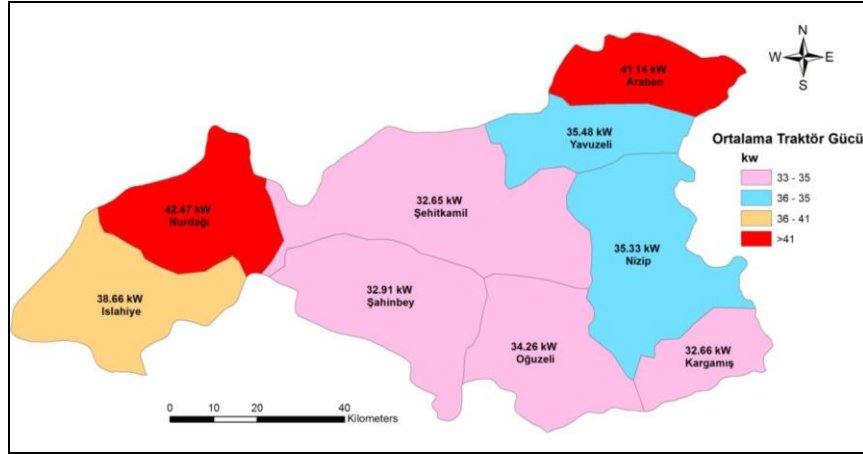 N
W E
S
41.14 kW
Araban
35.48 kW
Yavuzeli
Ortalama Traktör Gücü
kw
33 - 35
36 - 35
36 - 41
>41
42.47 kW
Nurdağı
32.65 kW
Şehitkamil
35.33 kW
Nizip
38.66 kW
Islahiye
32.91 kW
Şahinbey
34.26 kW
Oğuzeli
32.66 kW
Kargamış
0 10 20 40
Kilometers